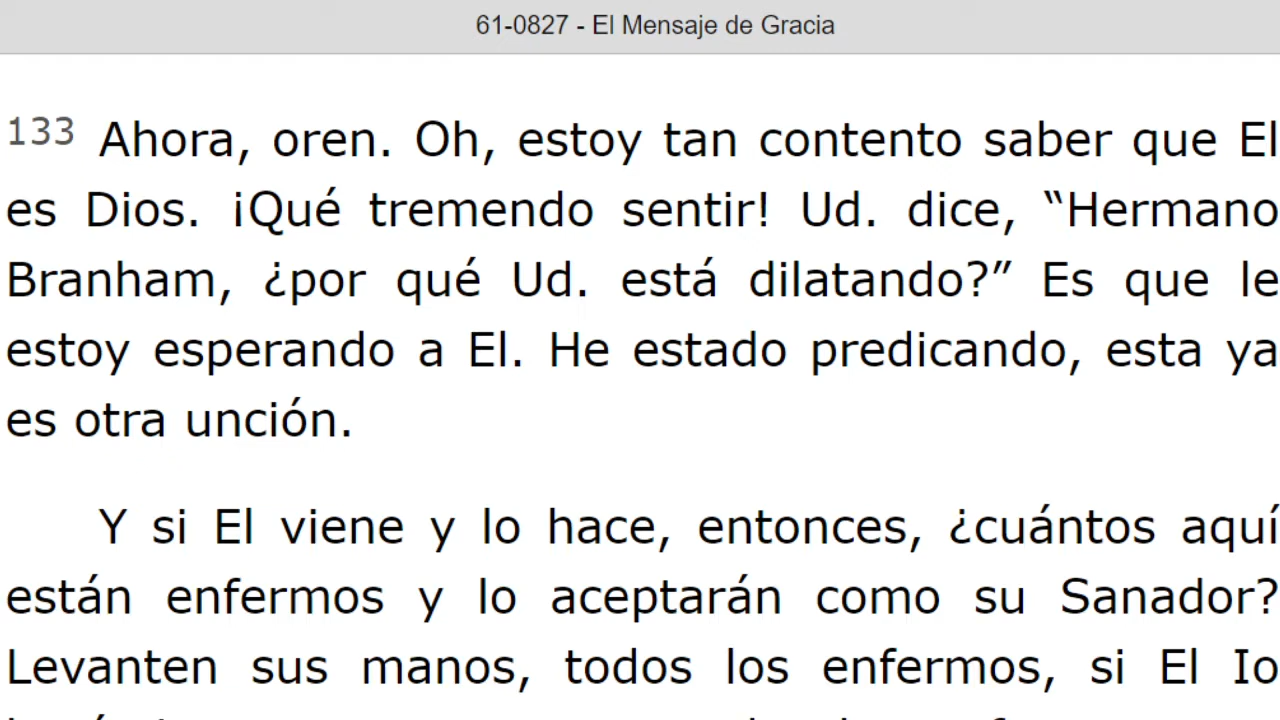 61-0827 - El Mensaje de Gracia
133 Ahora, oren. Oh, estoy tan contento saber que El
es Dios. ¡Qué tremendo sentir! Ud. dice, “Hermano
Branham, ¿por qué Ud. está dilatando?” Es que le
estoy esperando a El. He estado predicando, esta ya
es otra unción.
Y si El viene y lo hace, entonces, ¿cuántos aquí
están enfermos y lo aceptarán como su Sanador?
Levanten sus manos, todos los enfermos, si El Io